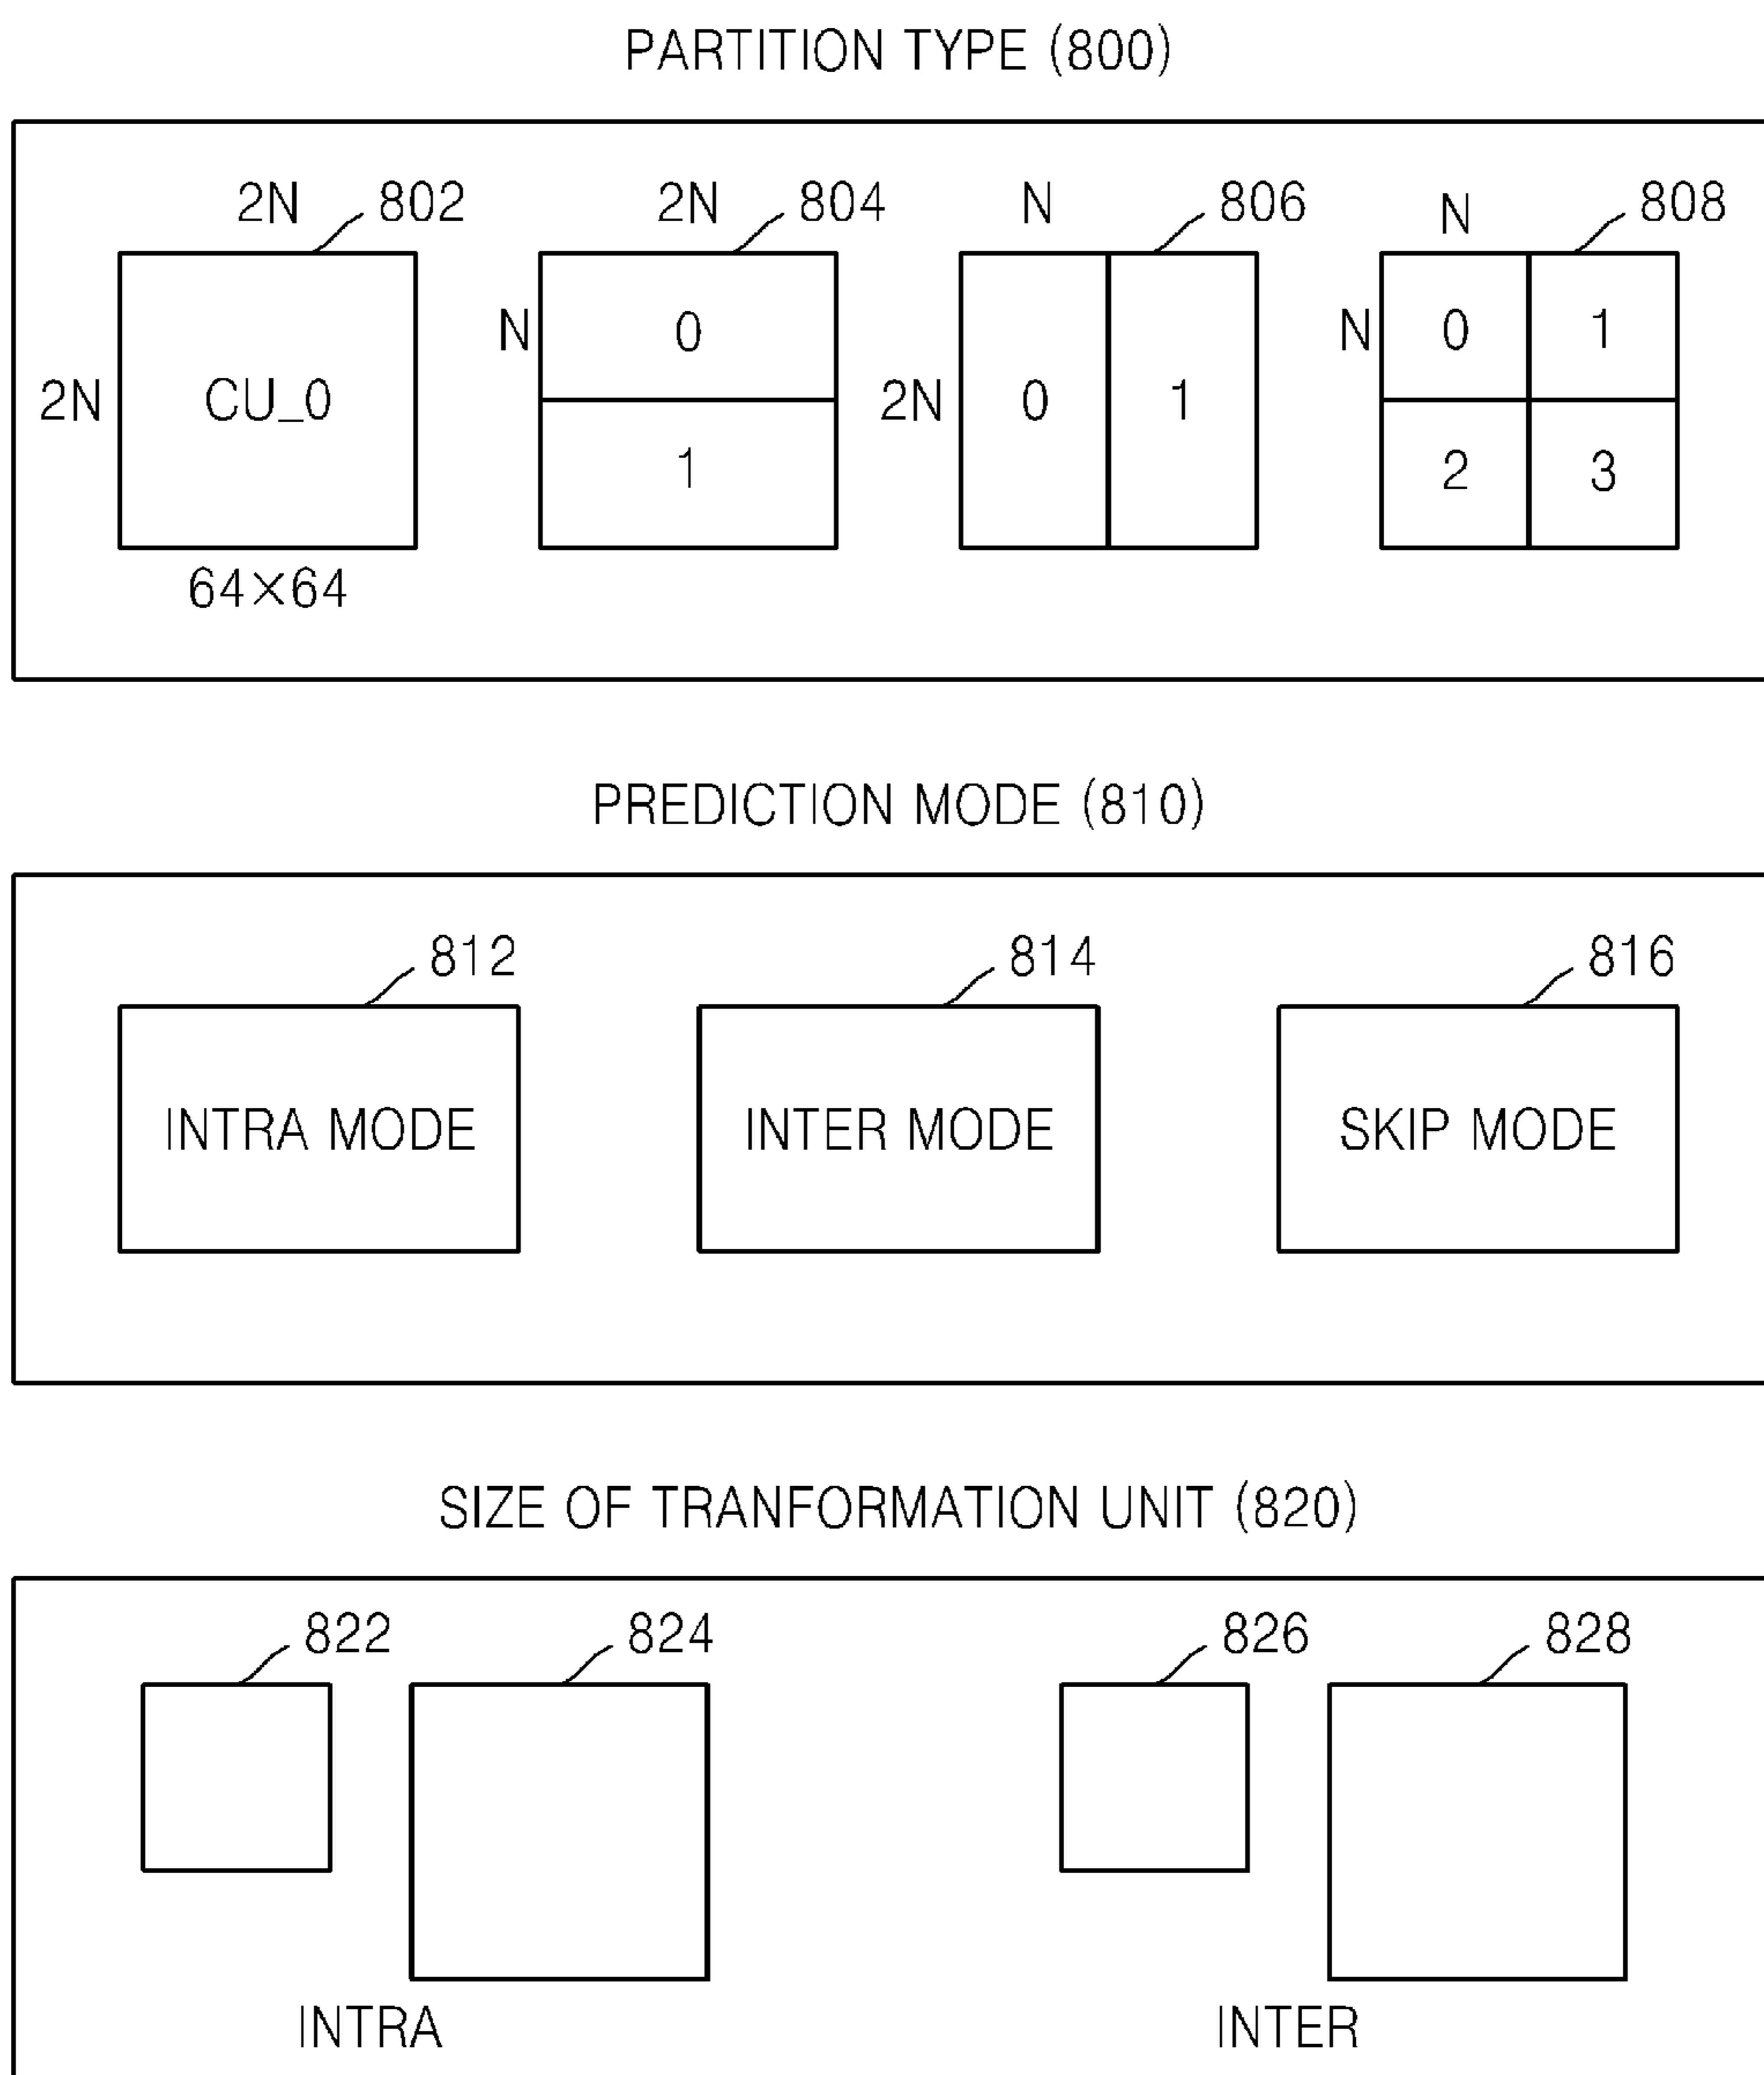 PARTITION TYPE (800)
2N 802 2N 804 N 806 N 808
N 0 N 0 1
2N CU_0 2N 0 1
1 2 3
64×64
PREDICTION MODE (810)
812 814 816
INTRA MODE INTER MODE SKIP MODE
SIZE OF TRANFORMATION UNIT (820)
822 824 826 828
INTRA INTER